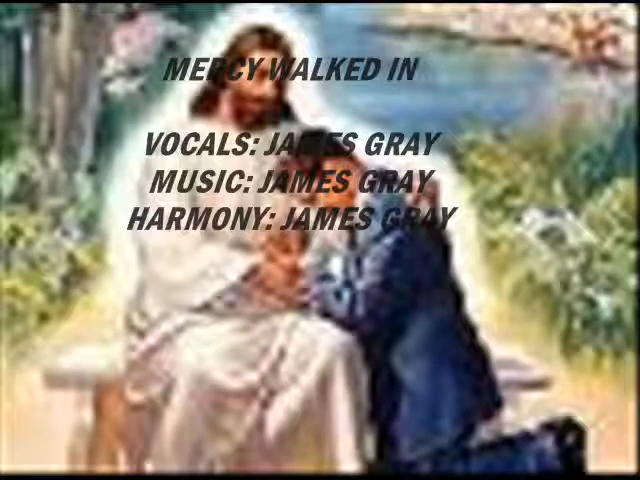 MERCY WALKED IN
VOCALS: JAMES GRAY
MUSIC: JAMES GRAY
HARMONY: JAMES GRAY